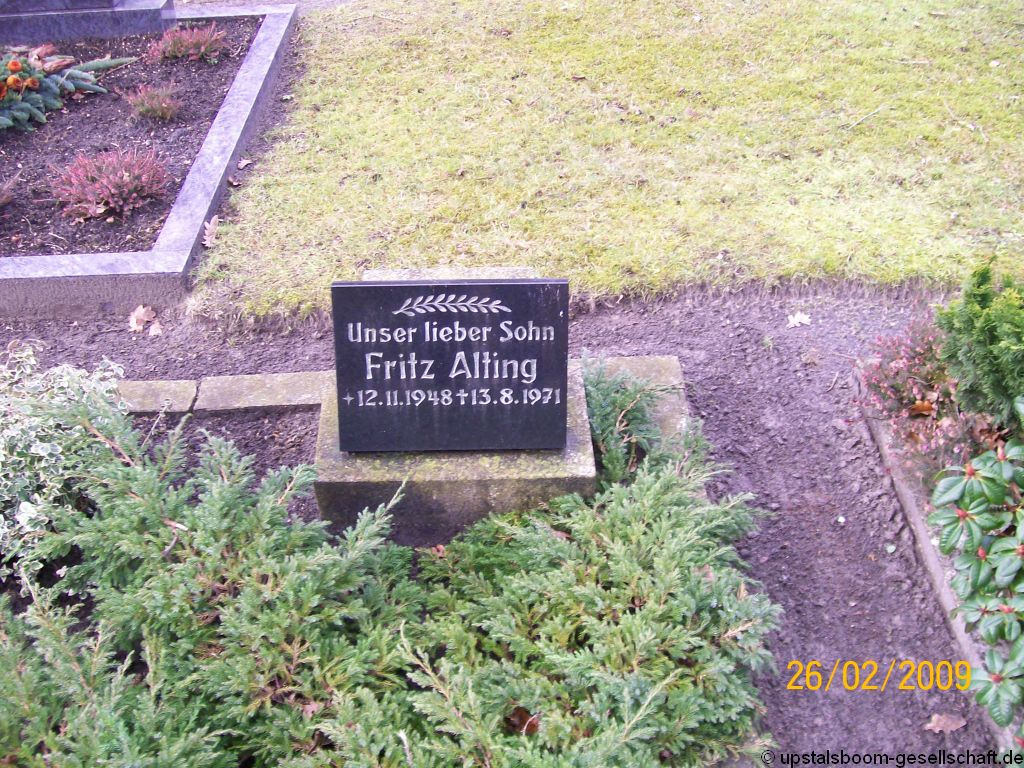 Unser lieber Sohn
Fritz Alting
+12.11.1948 †13.8.1971
26/02/2009
© upstalsboom-gesellschaft.de